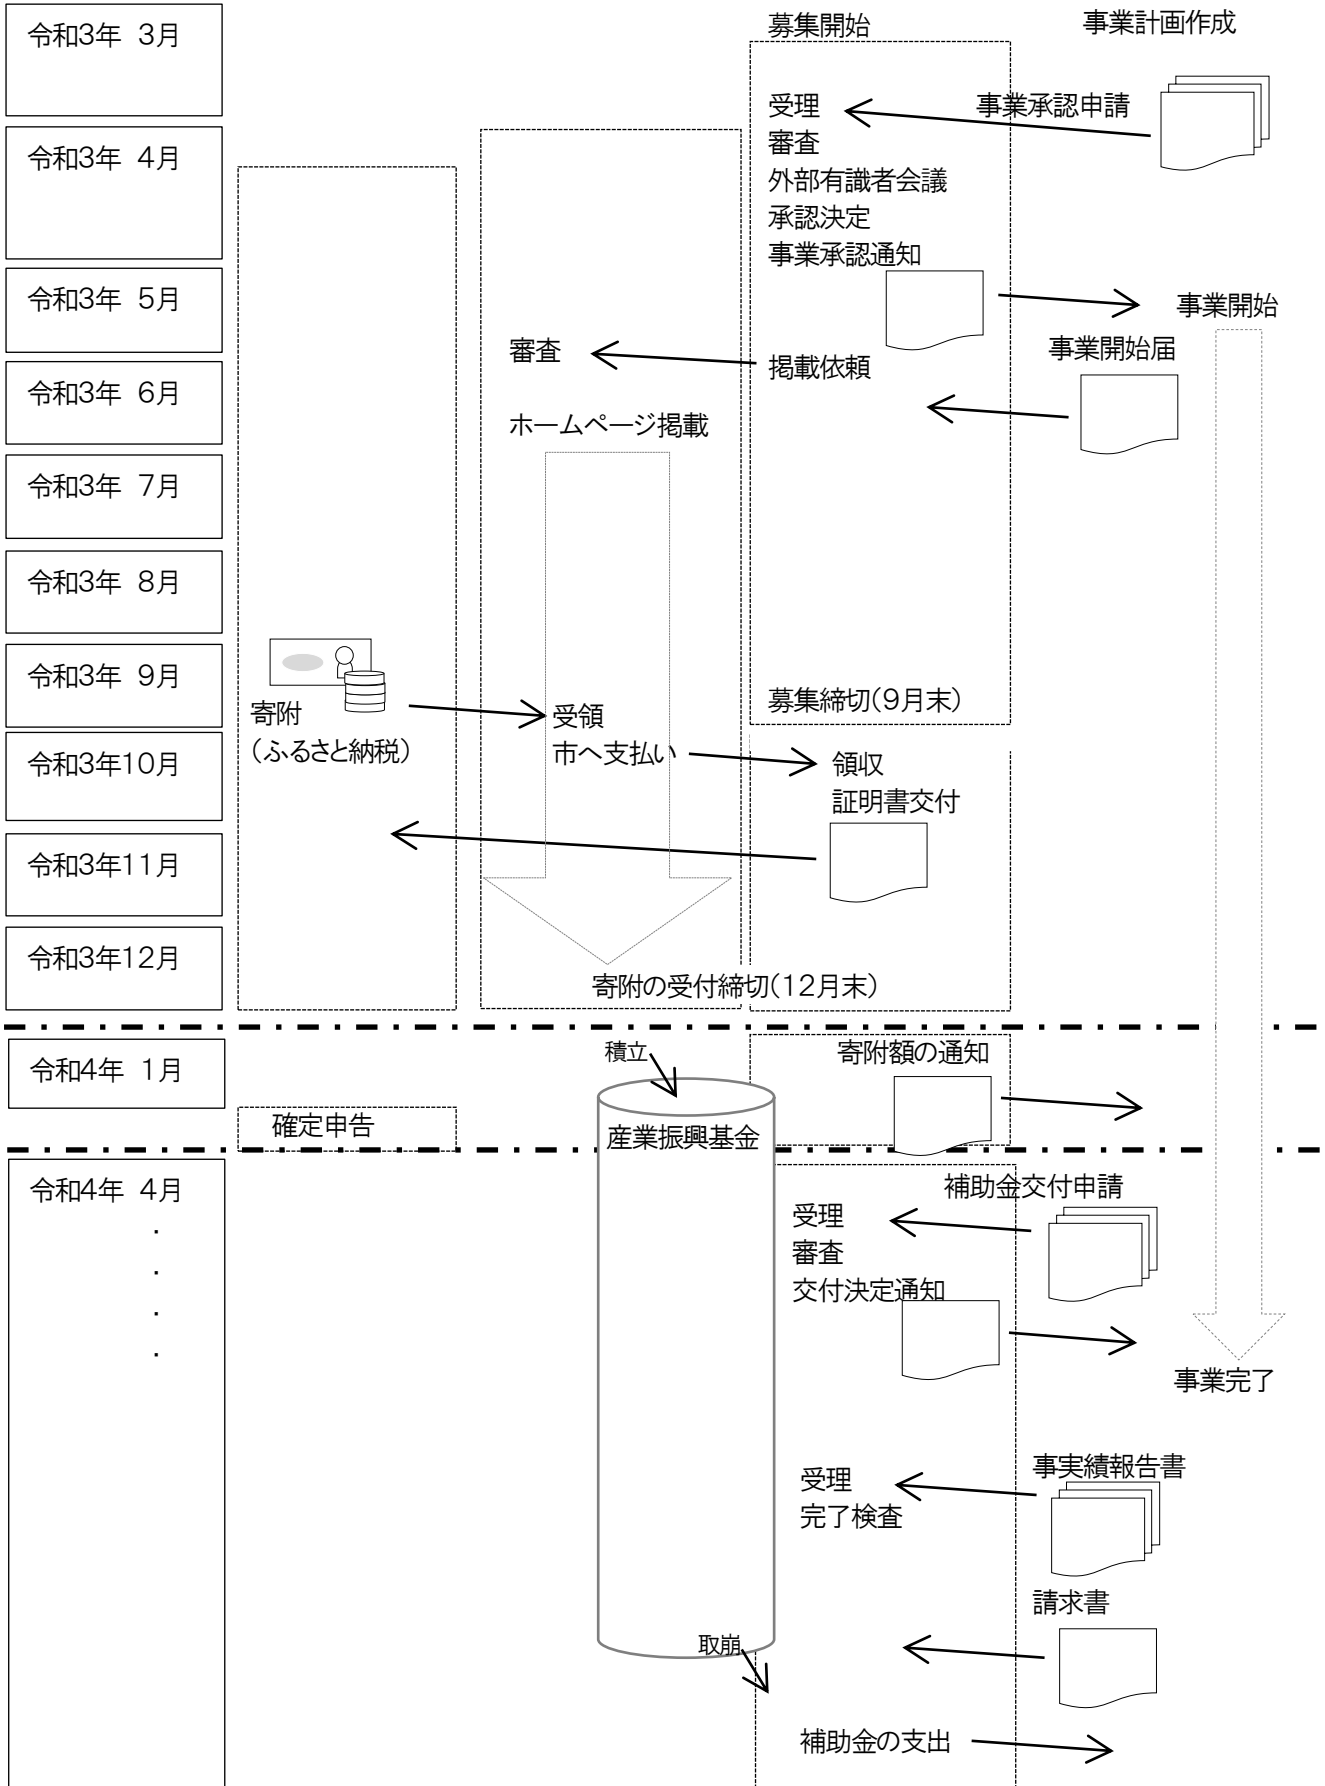 令和3年 3月
募集開始
事業計画作成
受理
事業承認申請
審査
令和3年 4月
外部有識者会議
承認決定
事業承認通知
令和3年 5月
事業開始
審査
掲載依頼
事業開始届
令和3年 6月
ホームページ掲載
令和3年 7月
令和3年 8月
令和3年 9月
募集締切(9月末)
寄附
(ふるさと納税)
受領
市へ支払い
令和3年10月
領収
証明書交付
令和3年11月
令和3年12月
寄附の受付締切(12月末)
令和4年 1月
積立
寄附額の通知
確定申告
産業振興基金
令和4年 4月
・
・
・
・
補助金交付申請
受理
審査
交付決定通知
事業完了
事実績報告書
受理
完了検査
請求書
取崩
補助金の支出